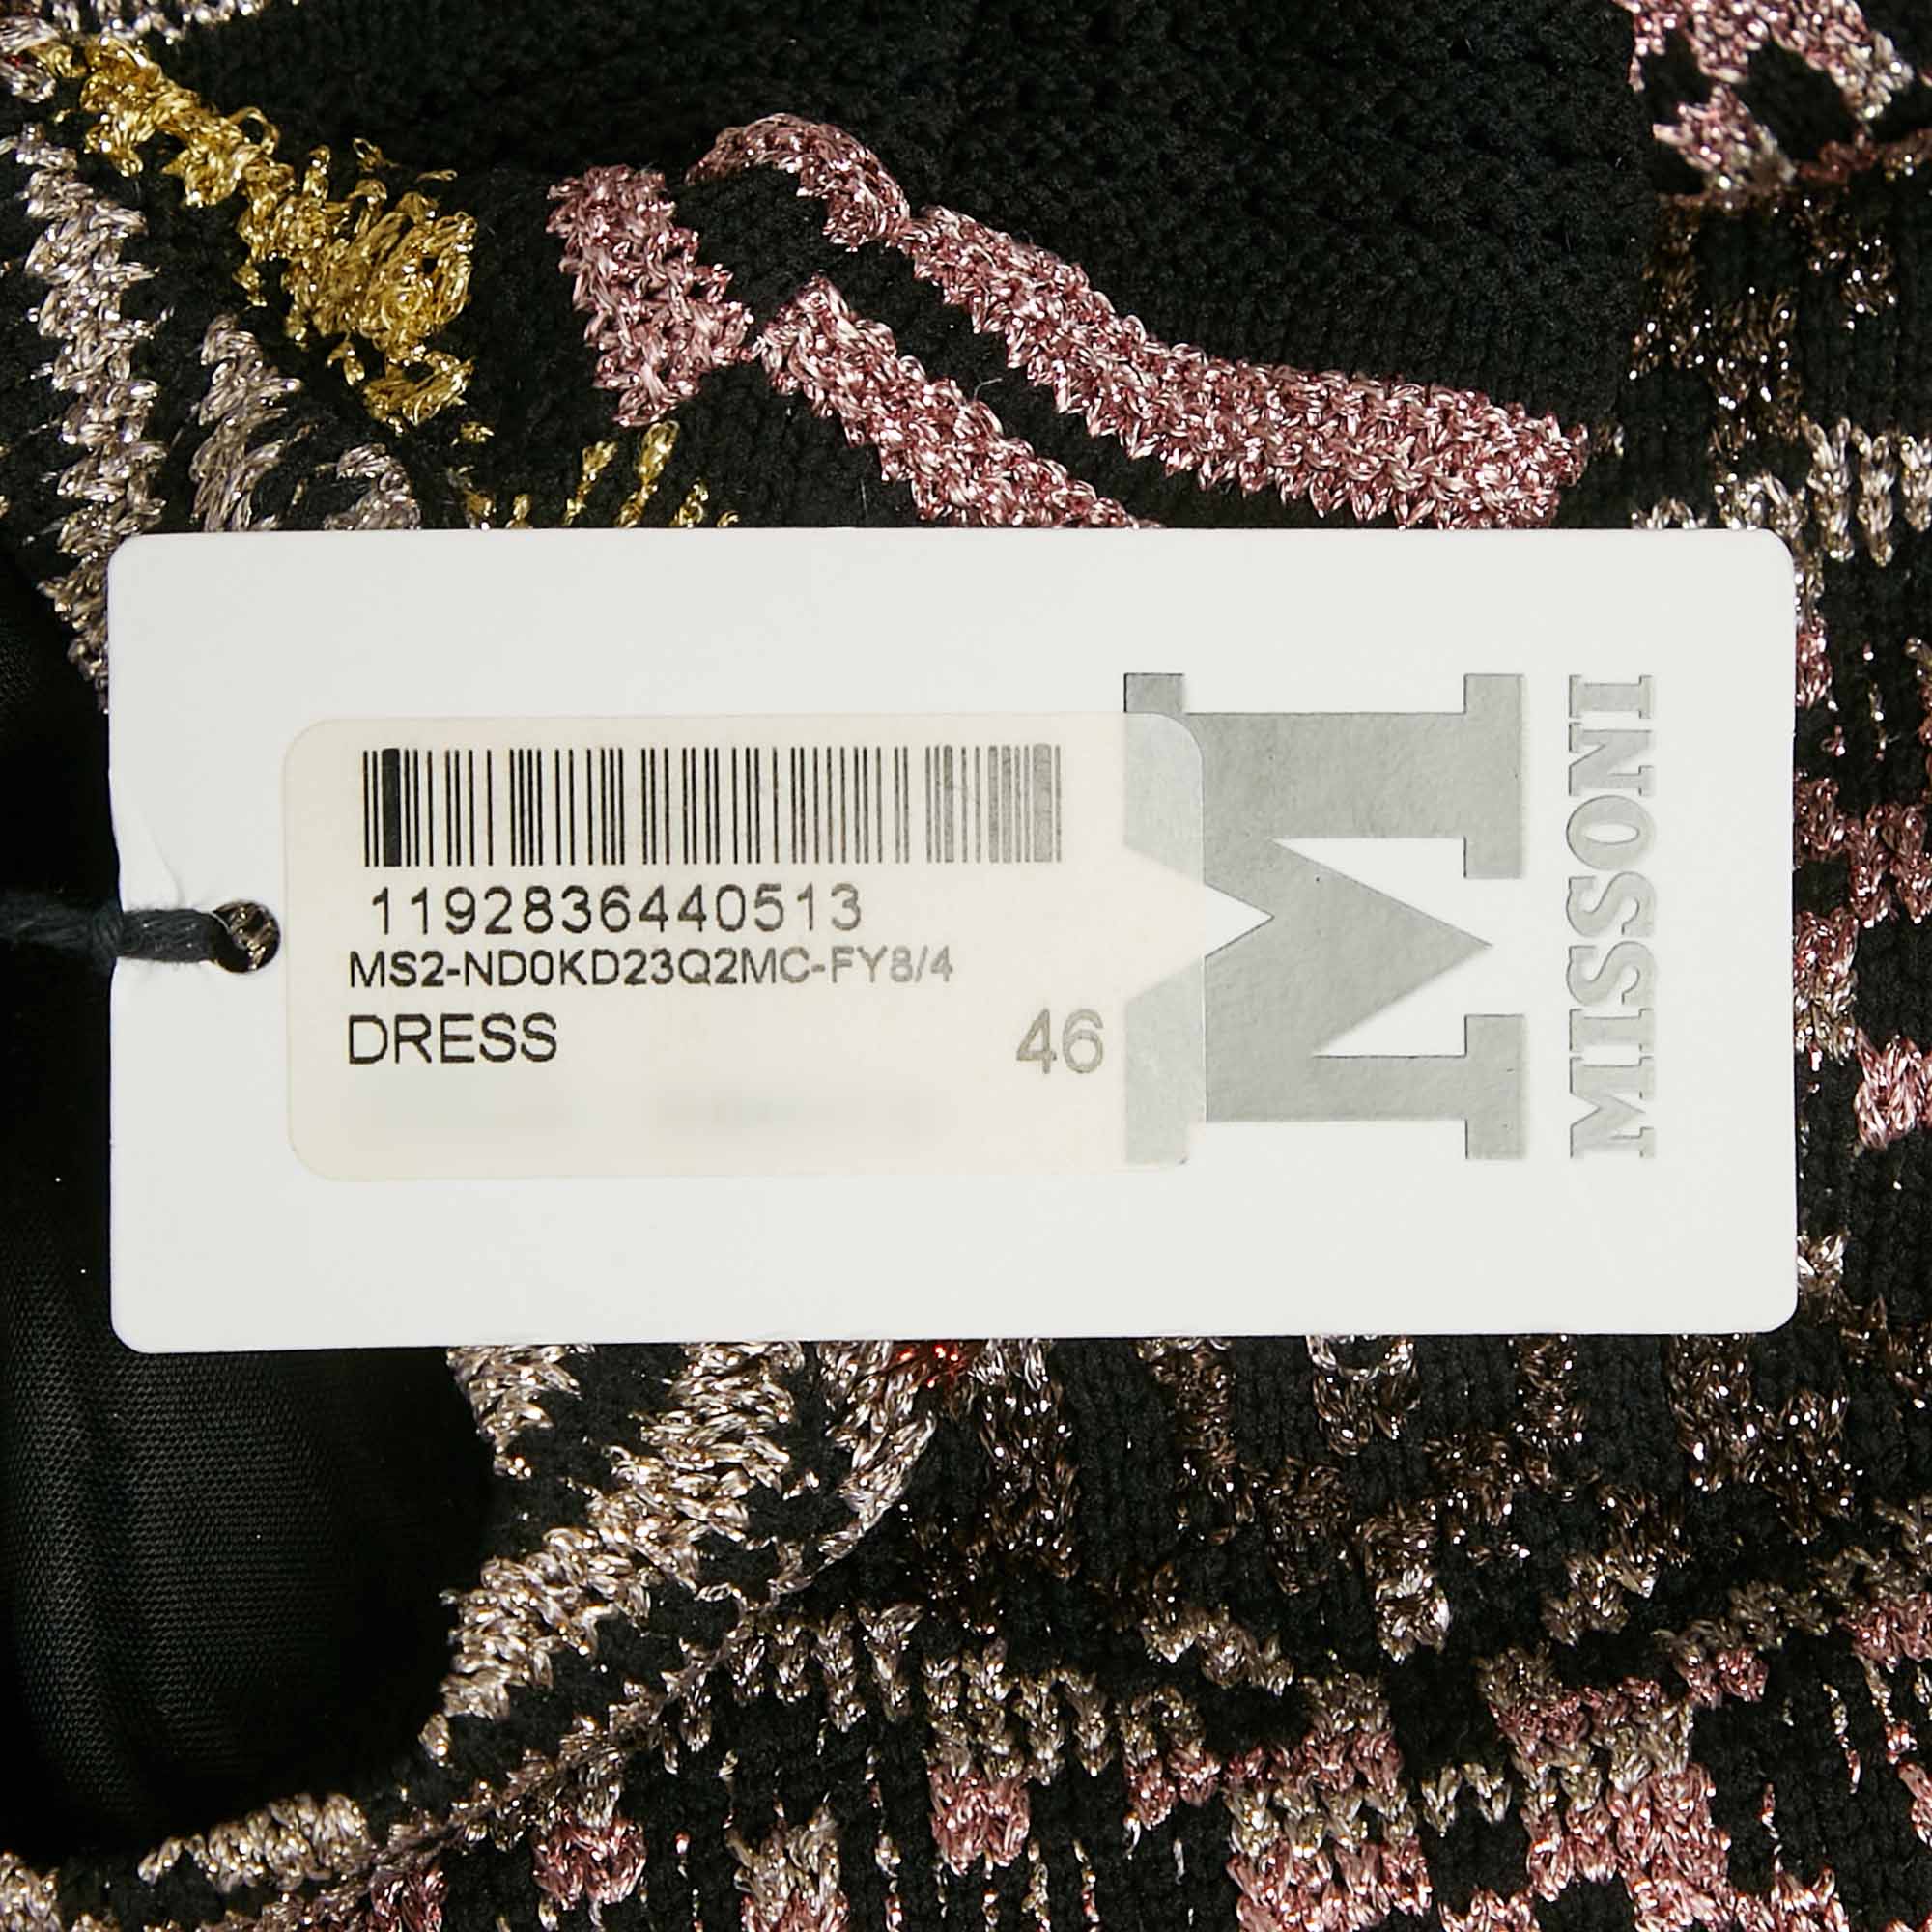 1192836440513
MS2-ND0KD23Q2MC-FY8/4
DRESS 46
M
MISSONI